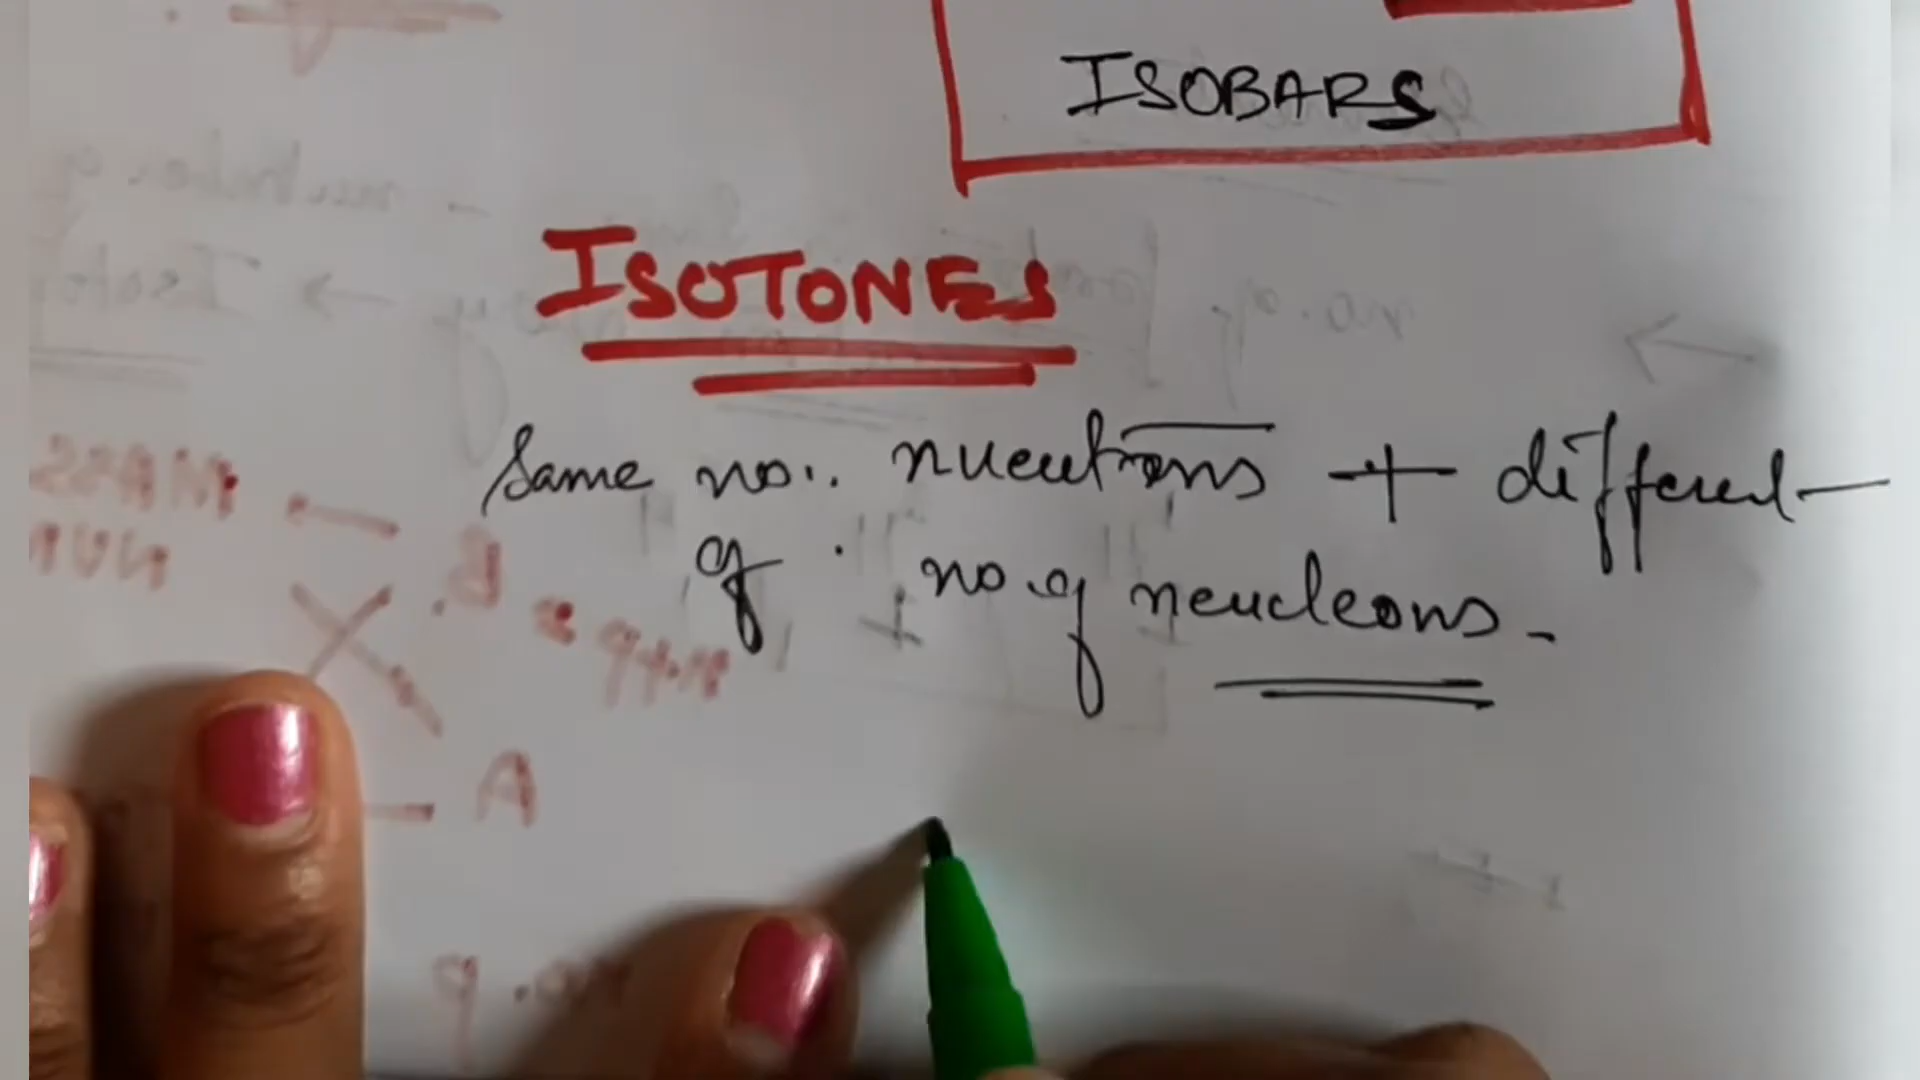 ISOBARS
ISOTONES
Same no. nueutrons + different
of no. of neucleons.